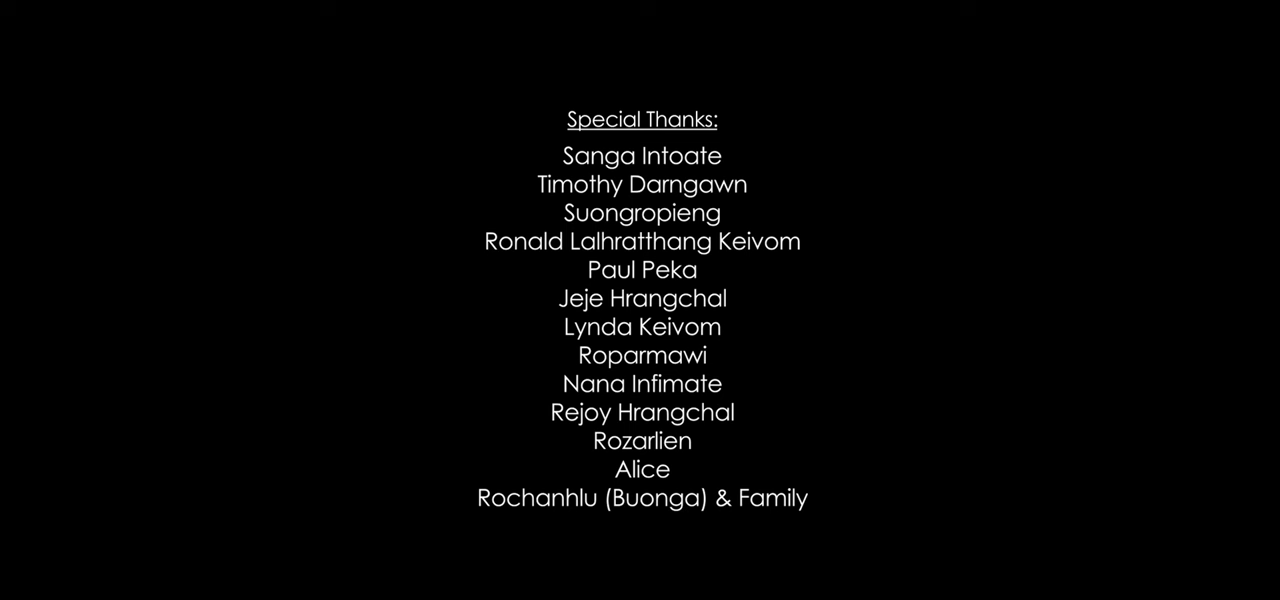 Special Thanks:
Sanga Intoate
Timothy Darngawn
Suongropieng
Ronald Lalhratthang Keivom
Paul Peka
Jeje Hrangchal
Lynda Keivom
Roparmawi
Nana Infimate
Rejoy Hrangchal
Rozarlien
Alice
Rochanhlu (Buonga) & Family